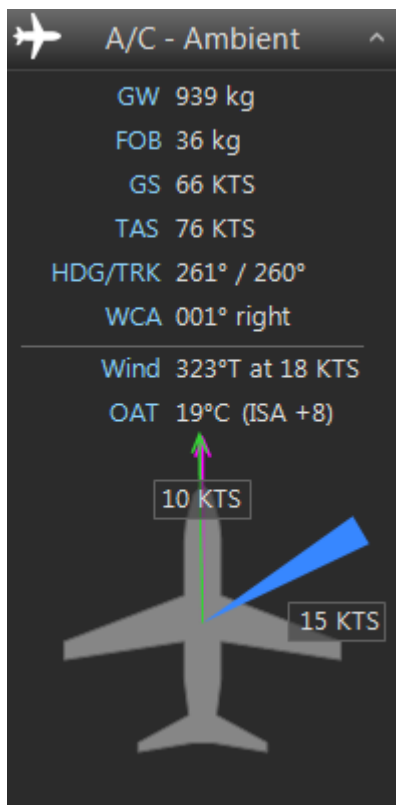 A/C - Ambient
GW 939 kg
FOB 36 kg
GS 66 KTS
TAS 76 KTS
HDG/TRK 261° / 260°
WCA 001° right
Wind 323°T at 18 KTS
OAT 19°C (ISA +8)
10 KTS
15 KTS